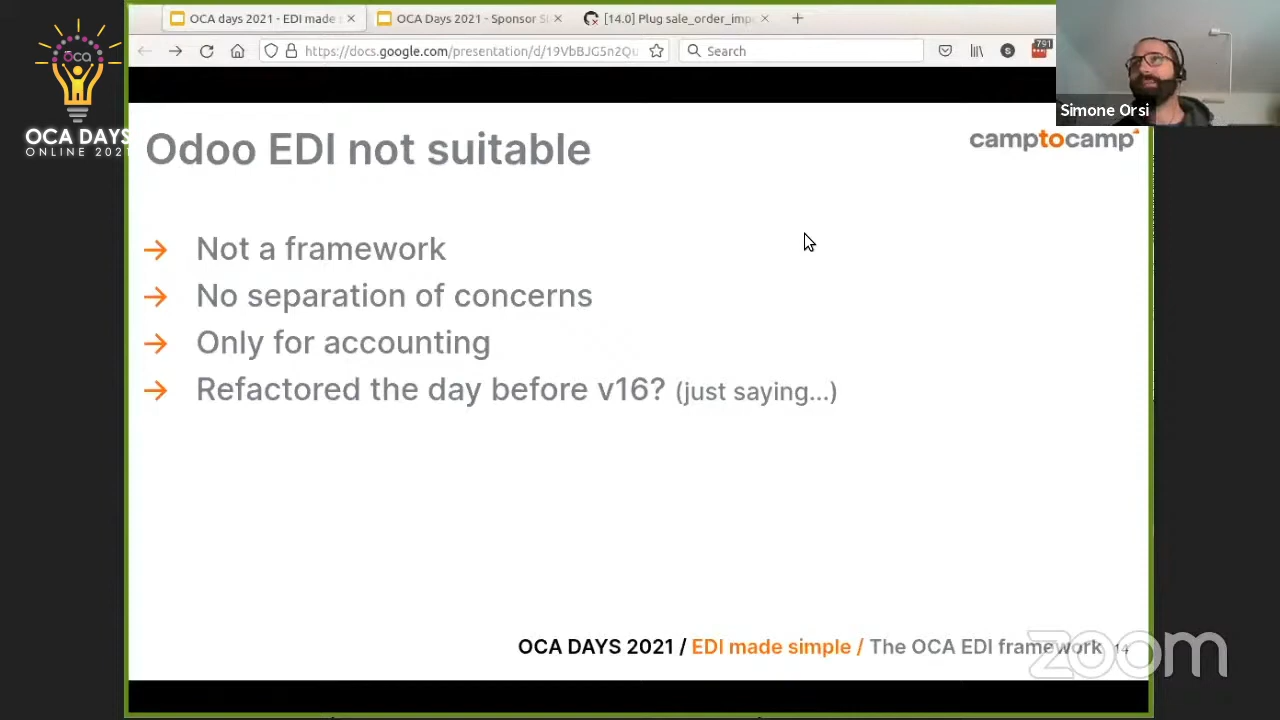 OCA days 2021 - EDI made
OCA Days 2021 - Sponsor S
[14.0] Plug sale_order_imp
https://docs.google.com/presentation/d/19VbBJG5n2Qu
Search
S
791
Simone Orsi
oca
OCA DAYS
ONLINE 2021
camptocamp
Odoo EDI not suitable
→ Not a framework
→ No separation of concerns
→ Only for accounting
→ Refactored the day before v16? (just saying...)
OCA DAYS 2021 / EDI made simple / The OCA EDI framework 14
zoom